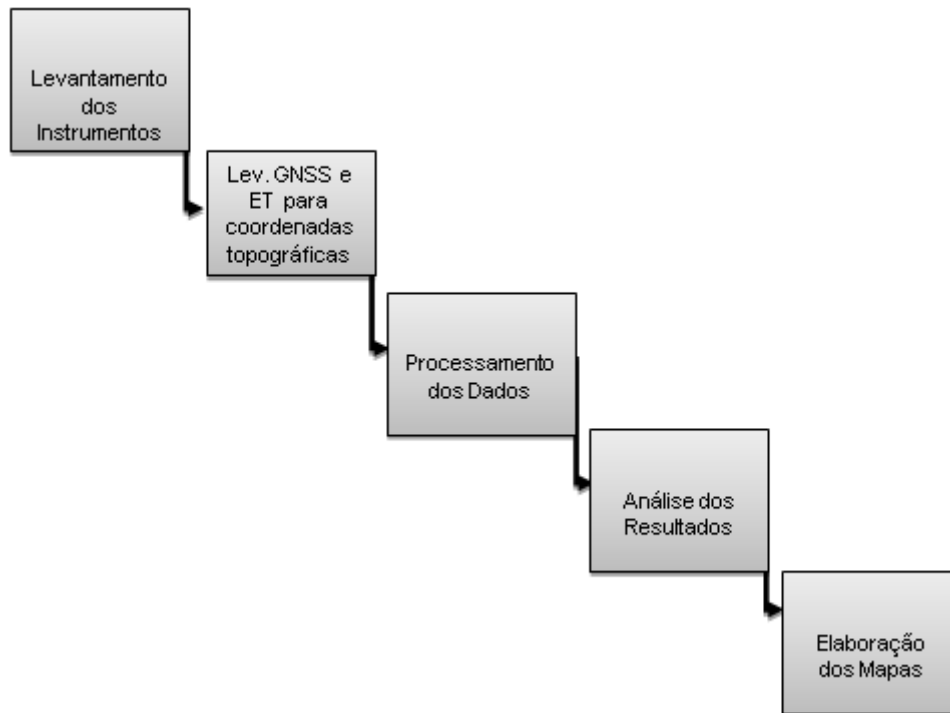 Levantamento
dos
Instrumentos
Lev. GNSS e
ET para
coordenadas
topográficas
Processamento
dos Dados
Análise dos
Resultados
Elaboração
dos Mapas